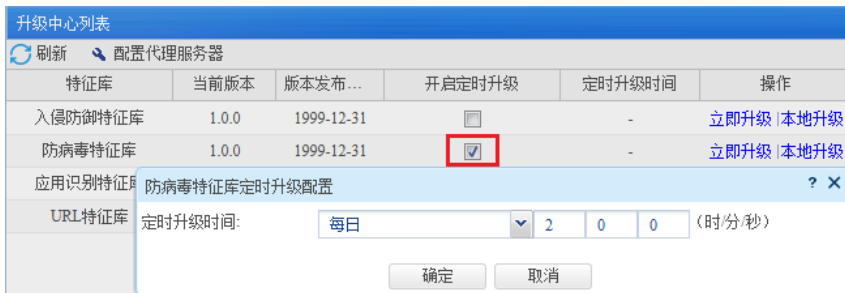 升级中心列表
刷新 配置代理服务器
特征库 当前版本 版本发布... 开启定时升级 定时升级时间 操作
入侵防御特征库 1.0.0 1999-12-31 - 立即升级 |本地升级
防病毒特征库 1.0.0 1999-12-31 - 立即升级 |本地升级
应用识别特征
防病毒特征库定时升级配置 ? X
URL特征库
定时升级时间: 每日 2 0 0 (时/分/秒)
确定 取消